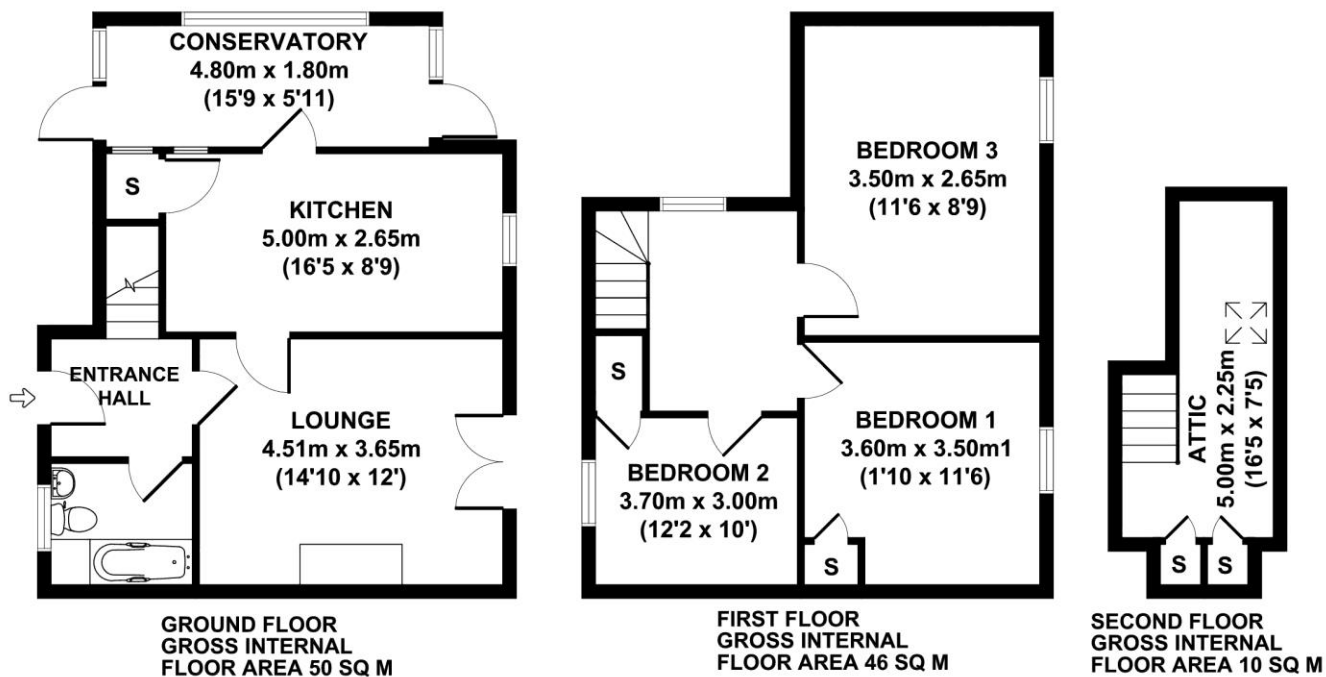 CONSERVATORY
4.80m x 1.80m
(15'9 x 5'11)
S
KITCHEN
5.00m x 2.65m
(16'5 x 8'9)
ENTRANCE
HALL
LOUNGE
4.51m x 3.65m
(14'10 x 12')
GROUND FLOOR
GROSS INTERNAL
FLOOR AREA 50 SQ M
BEDROOM 3
3.50m x 2.65m
(11'6 x 8'9)
S
BEDROOM 1
3.60m x 3.50m1
(1'10 x 11'6)
BEDROOM 2
3.70m x 3.00m
(12'2 x 10')
S
FIRST FLOOR
GROSS INTERNAL
FLOOR AREA 46 SQ M
ATTIC
5.00m x 2.25m
(16'5 x 7'5)
S
S
SECOND FLOOR
GROSS INTERNAL
FLOOR AREA 10 SQ M